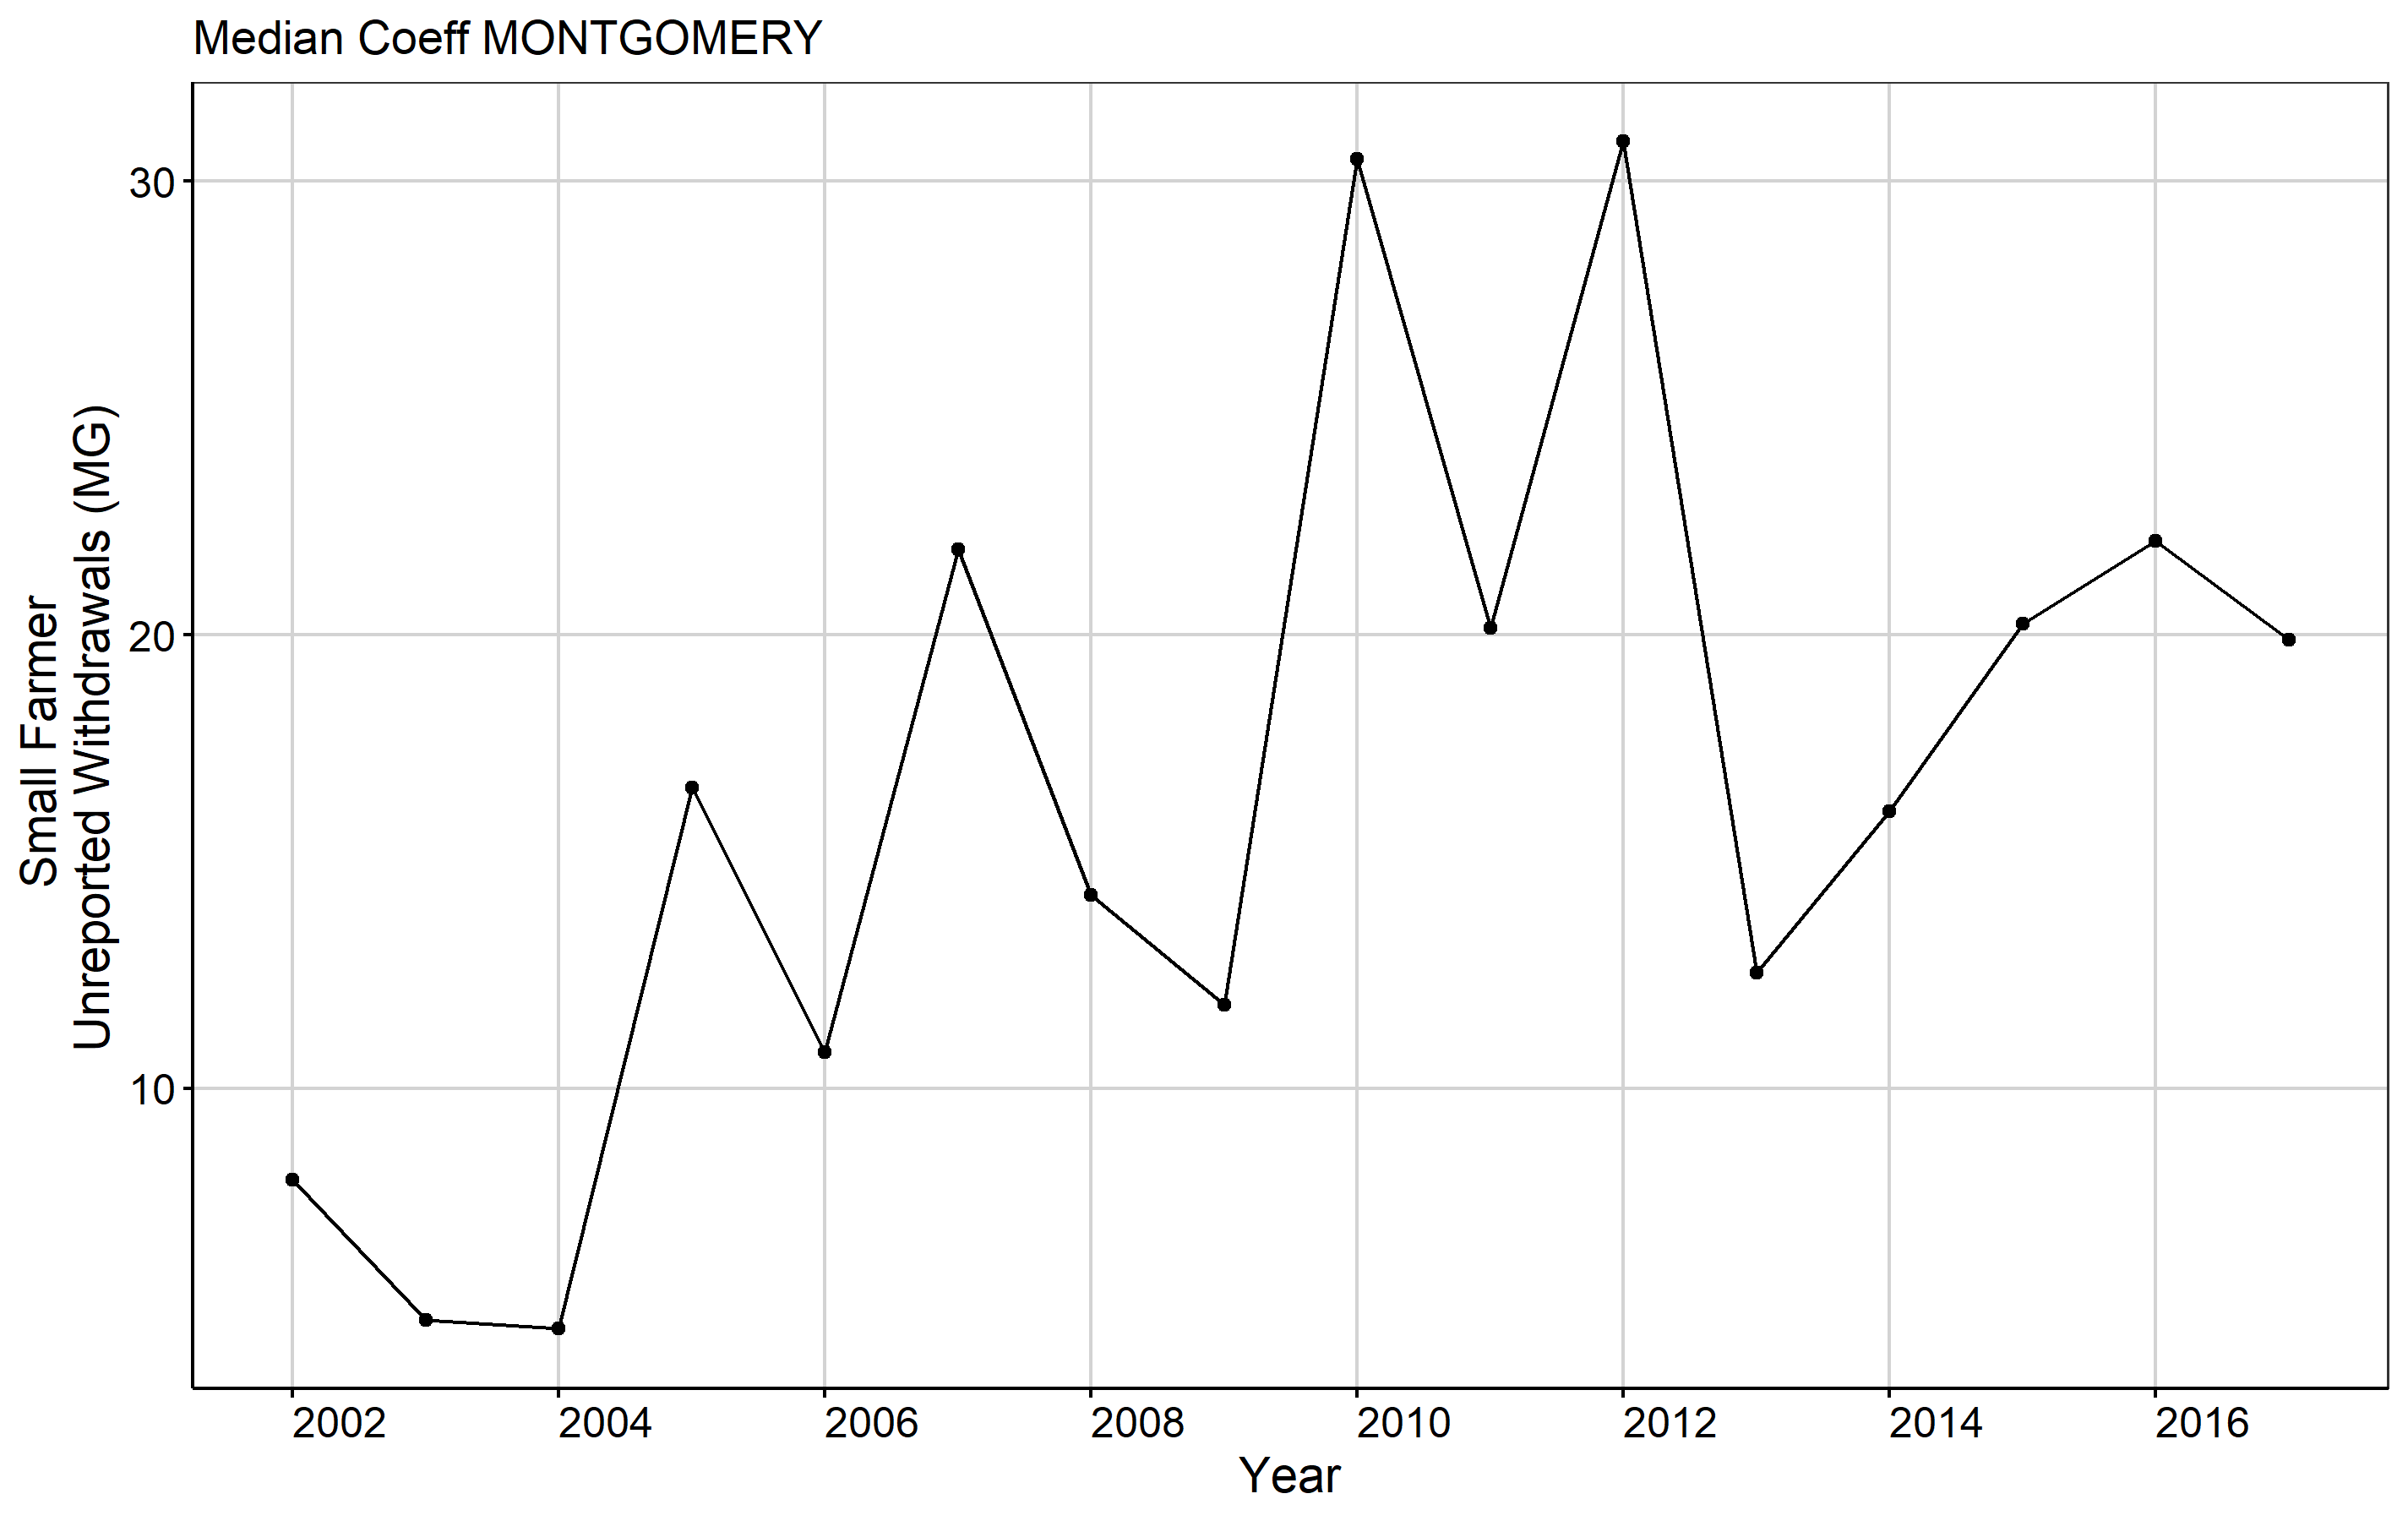 Median Coeff MONTGOMERY
Small Farmer
Unreported Withdrawals (MG)
30
20
10
2002 2004 2006 2008 2010 2012 2014 2016
Year